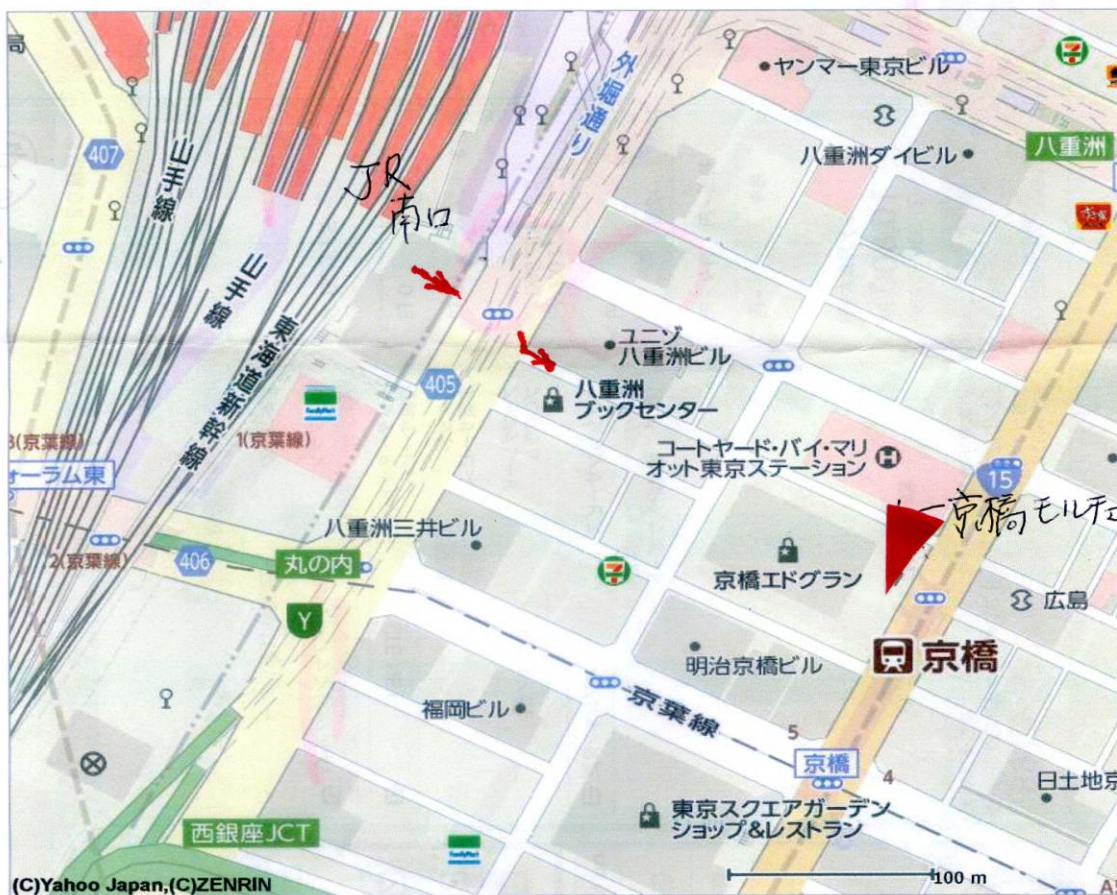 局
外堀通り
ヤンマー東京ビル
407
山手線
八重洲ダイビル
八重洲
JR
南口
山手線
東海道新幹線
ユニゾ
八重洲ビル
405
八重洲
ブックセンター
FamilyMart
3(京葉線)
1(京葉線)
コートヤード・バイ・マリ
オット東京ステーション
15
ォーラム東
京橋モルチェ
八重洲三井ビル
2(京葉線)
406
丸の内
京橋エドグラン
広島
Y
京橋
明治京橋ビル
福岡ビル
京葉線
5
京橋
4
日土地京
東京スクエアガーデン
ショップ&レストラン
西銀座JCT
FamilyMart
(C)Yahoo Japan,(C)ZENRIN
100 m